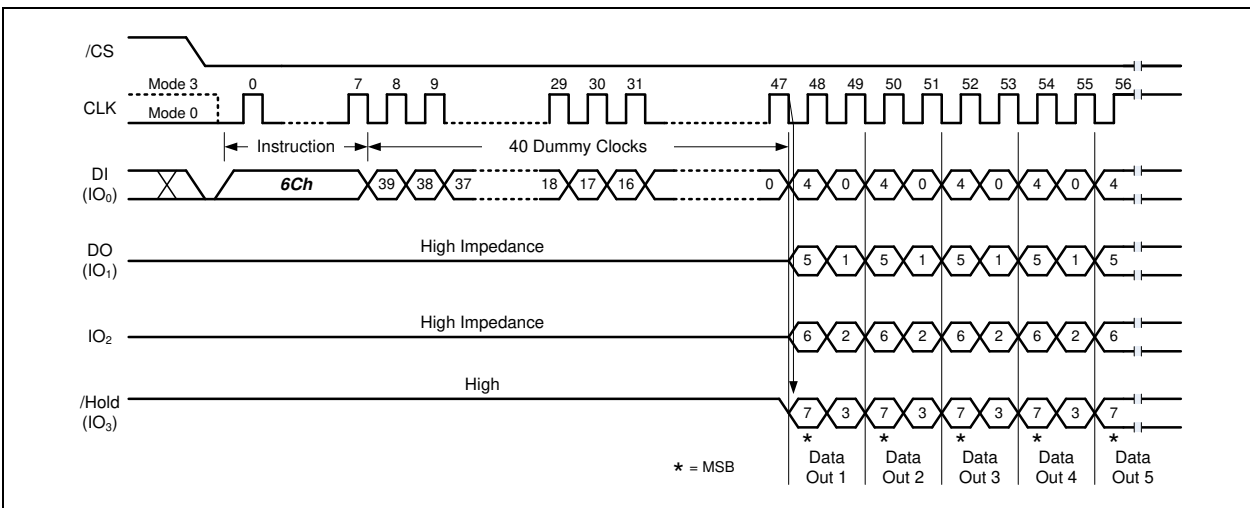 /CS
Mode 3 0 7 8 9 29 30 31 47 48 49 50 51 52 53 54 55 56
CLK
Mode 0
Instruction 40 Dummy Clocks
DI
(IO0) 6Ch 39 38 37 18 17 16 0 4 0 4 0 4 0 4 0 4
DO
(IO1) High Impedance 5 1 5 1 5 1 5 1 5
IO2 High Impedance 6 2 6 2 6 2 6 2 6
High
/Hold
(IO3) 7 3 7 3 7 3 7 3 7
* * * * *
* = MSB
Data Data Data Data Data
Out 1 Out 2 Out 3 Out 4 Out 5